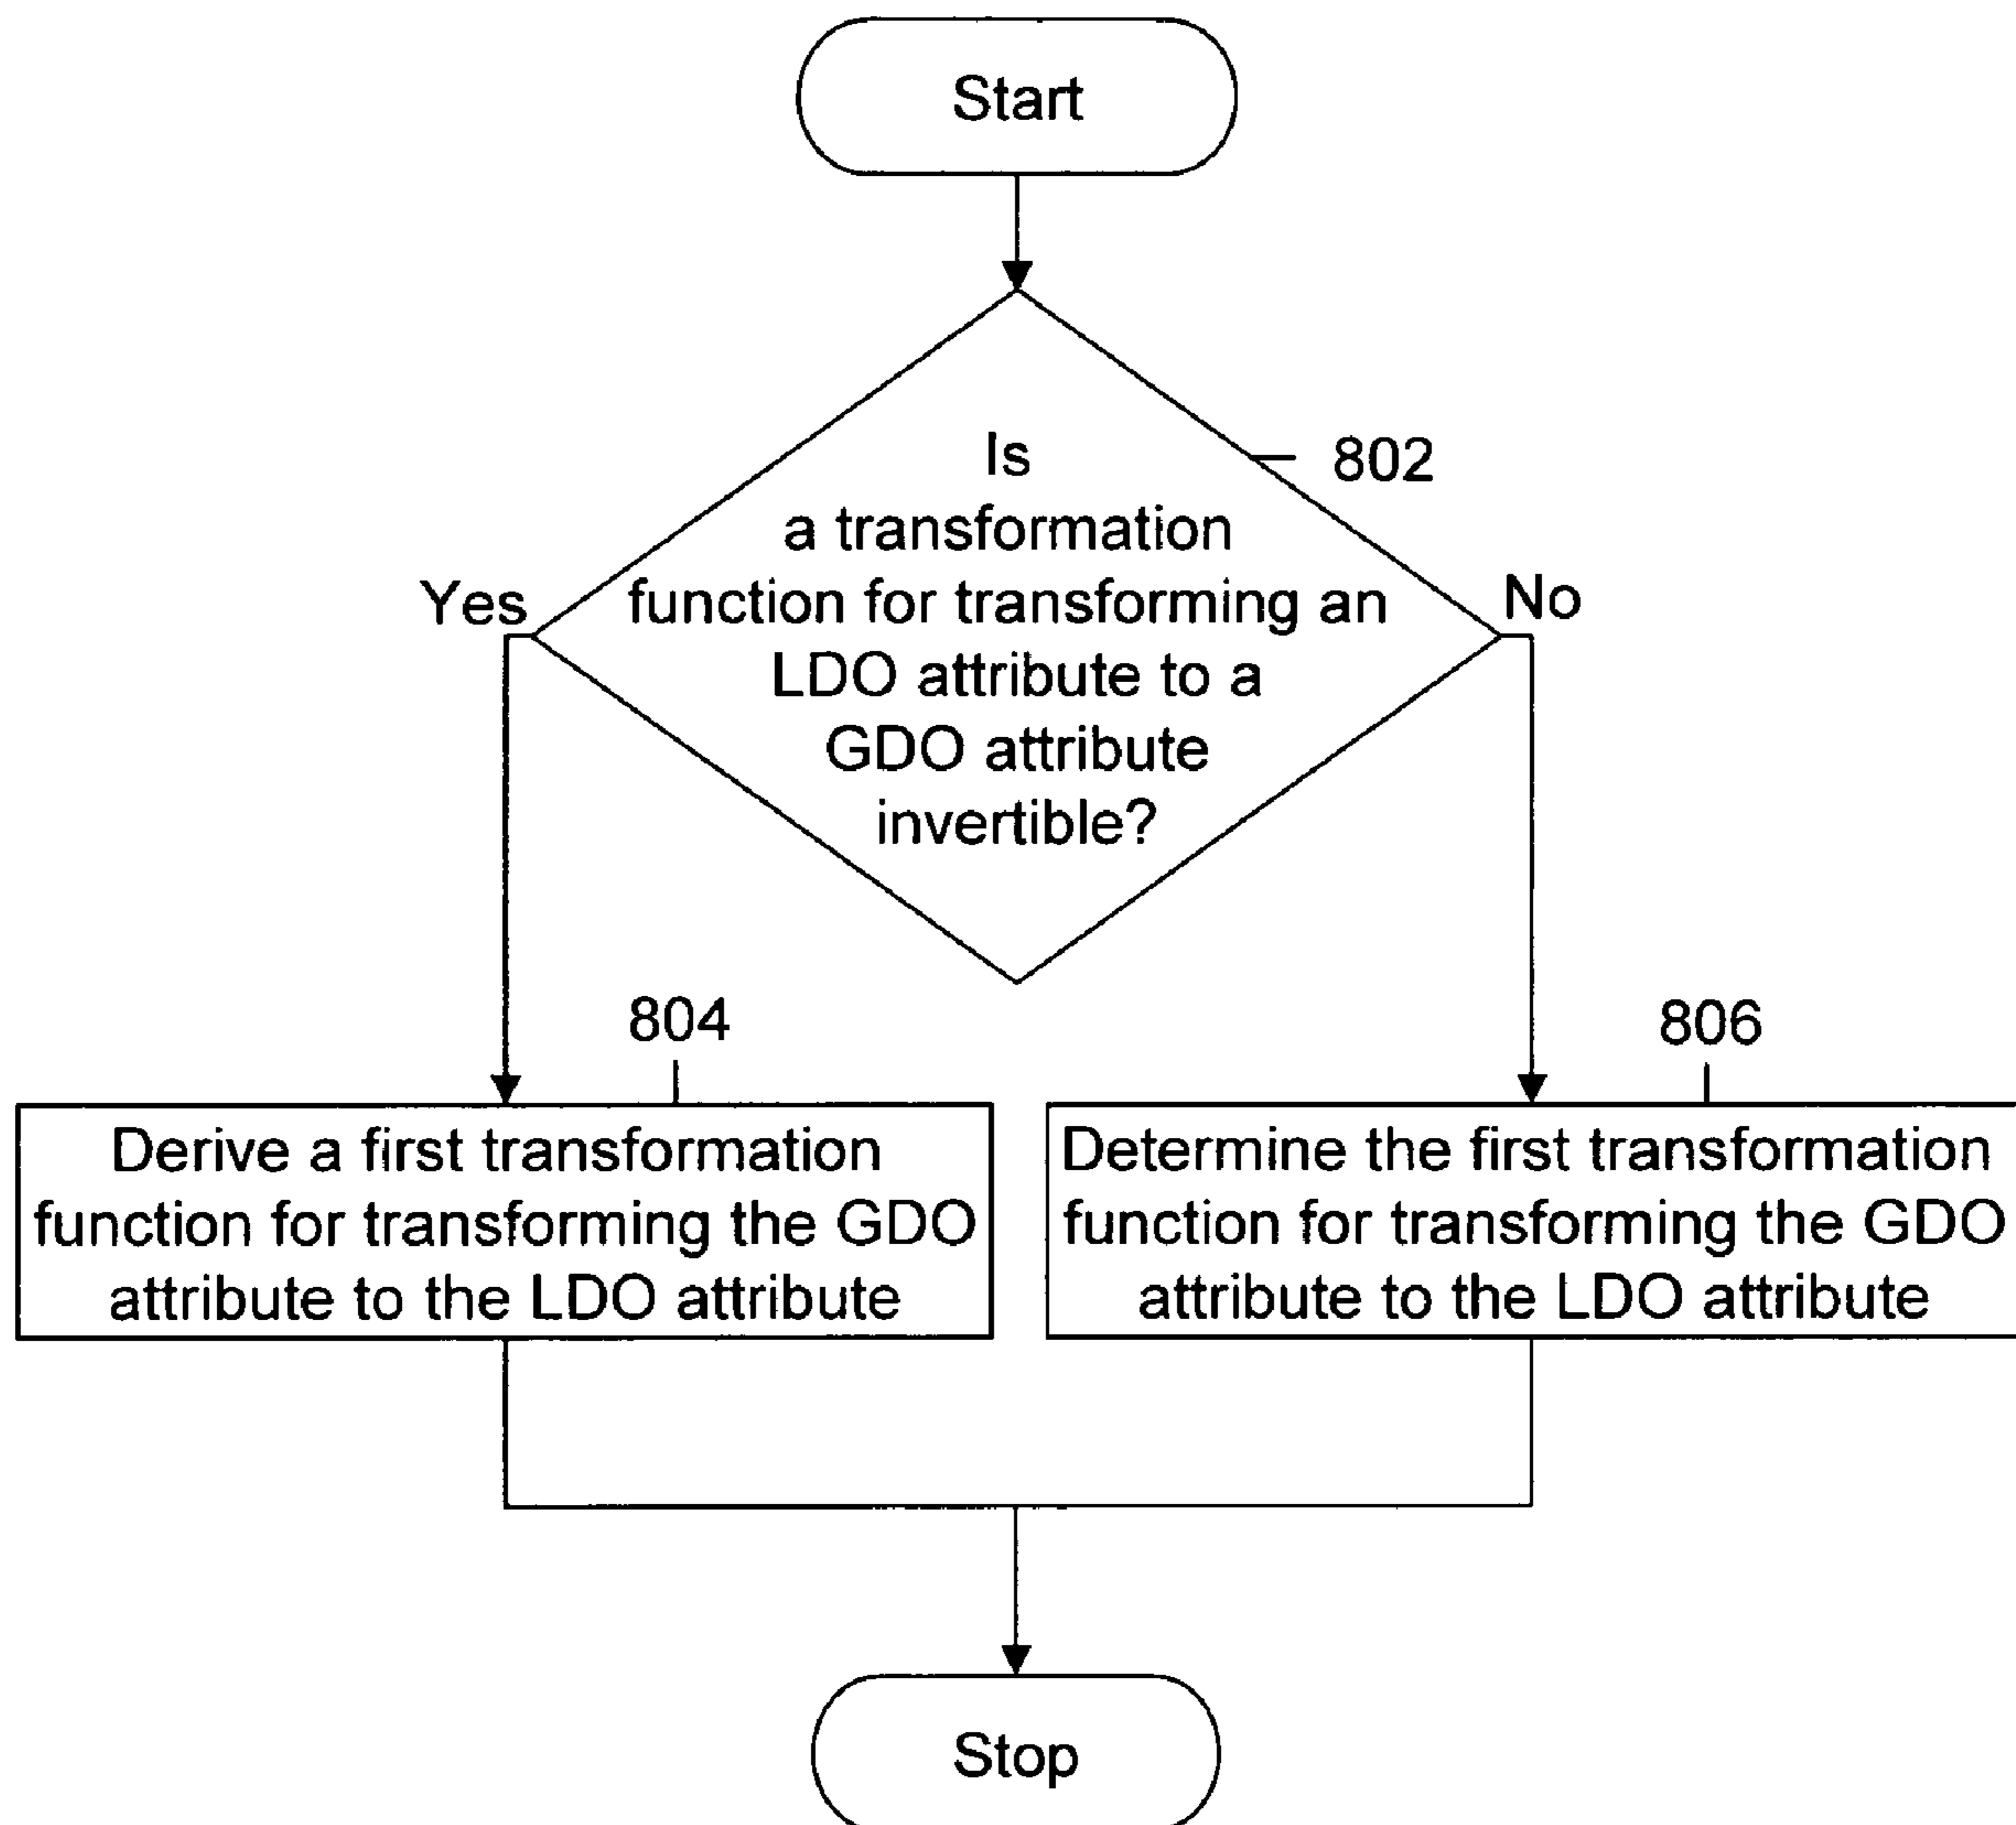 Start
Is
a transformation
function for transforming an
LDO attribute to a
GDO attribute
invertible?
802
Yes
No
804
Derive a first transformation
function for transforming the GDO
attribute to the LDO attribute
806
Determine the first transformation
function for transforming the GDO
attribute to the LDO attribute
Stop